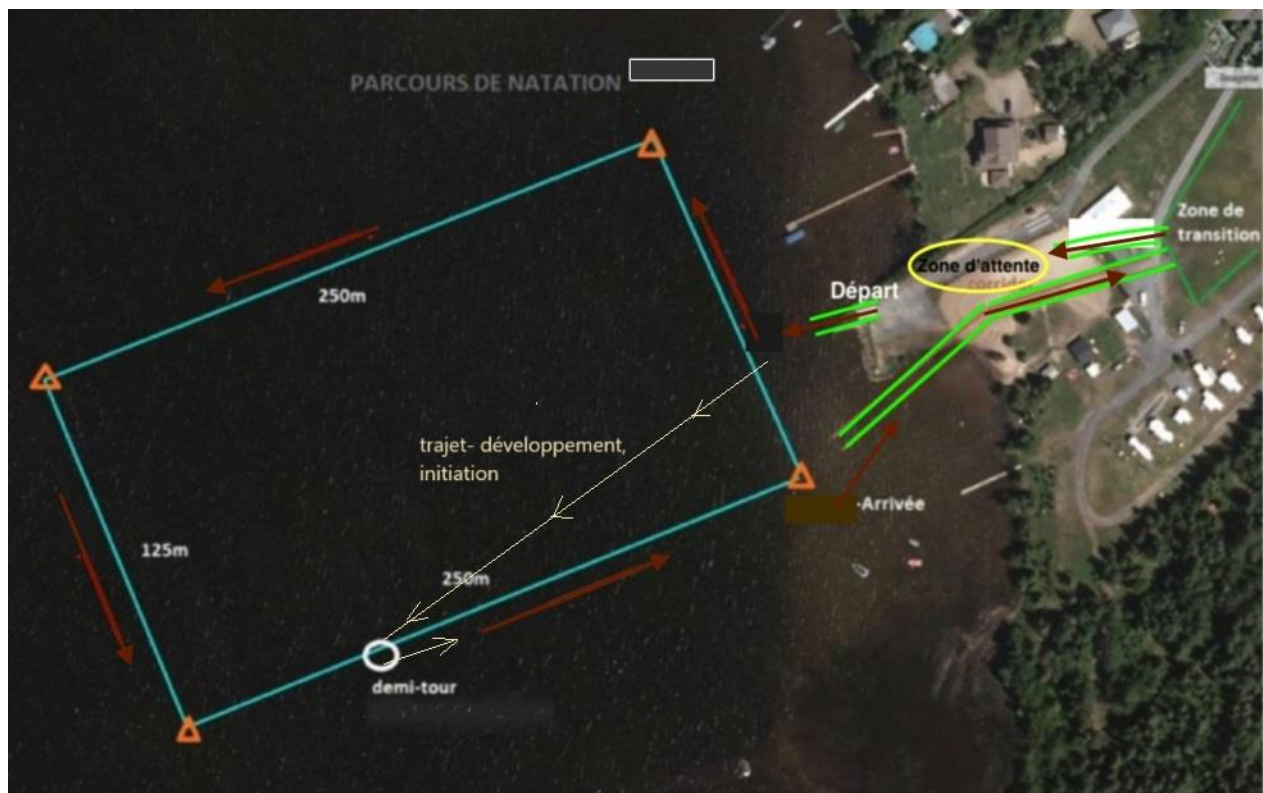 PARCOURS DE NATATION
Zone de
transition
Zone d'attente
Départ
250m
trajet- développement,
initiation
-Arrivée
125m
250m
demi-tour